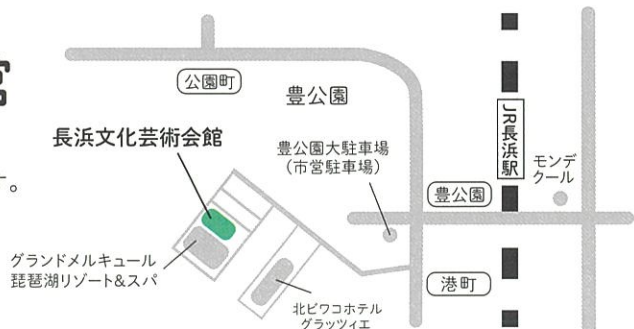 公園町
豊公園
長浜文化芸術会館
豊公園大駐車場
（市営駐車場）
JR長浜駅
モンデ
クール
豊公園
グランドメルキュール
琵琶湖リゾート&スパ
港町
北ビワコホテル
グラッツィエ
。